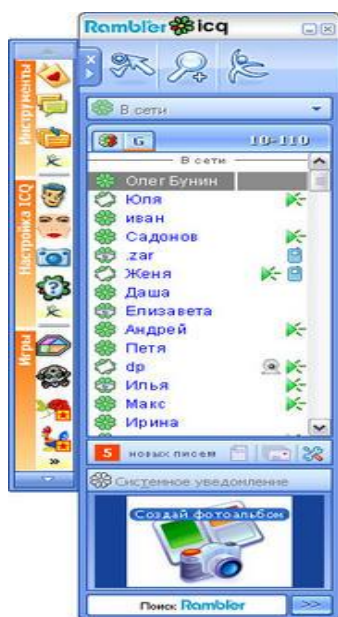 Rambler icq
В сети
G
10-110
В сети
Олег Бунин
Юля
иван
Садонов
.zar
Женя
Даша
Елизавета
Андрей
Петя
dp
Илья
Макс
Ирина
5 новых писем
Системное уведомление
Создай фотоальбом
Поиск Rambler
>>
Инструменты
Настройка ICQ
Игры
»